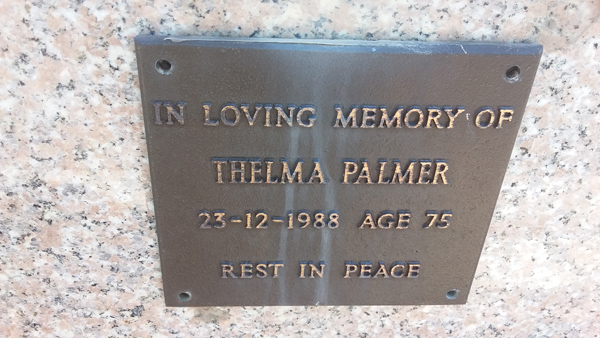 IN LOVING MEMORY OF
THELMA PALMER
23-12-1988 AGE 75
REST IN PEACE